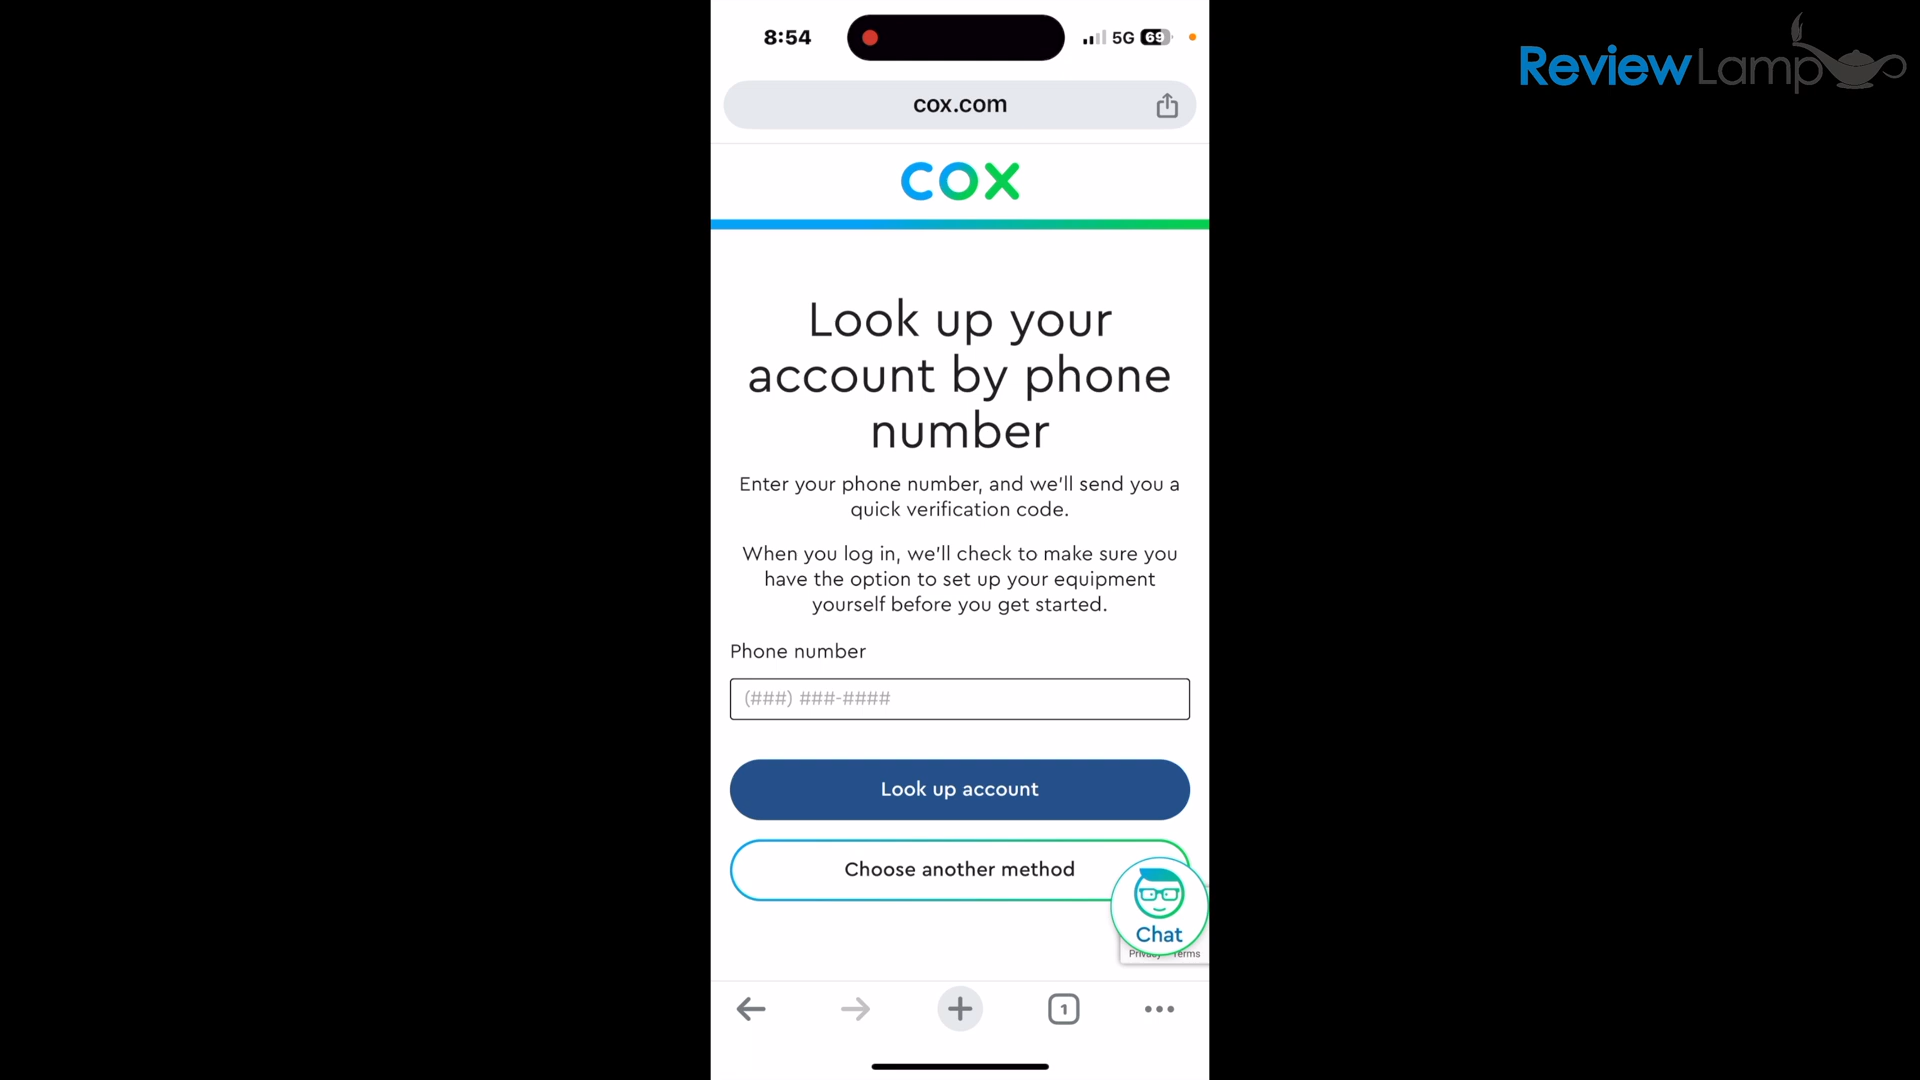 8:54
5G 69
ReviewLamp
cox.com
COX
Look up your
account by phone
number
Enter your phone number, and we'll send you a
quick verification code.
When you log in, we'll check to make sure you
have the option to set up your equipment
yourself before you get started.
Phone number
(###) ###-####
Look up account
Choose another method
Chat
Terms
1